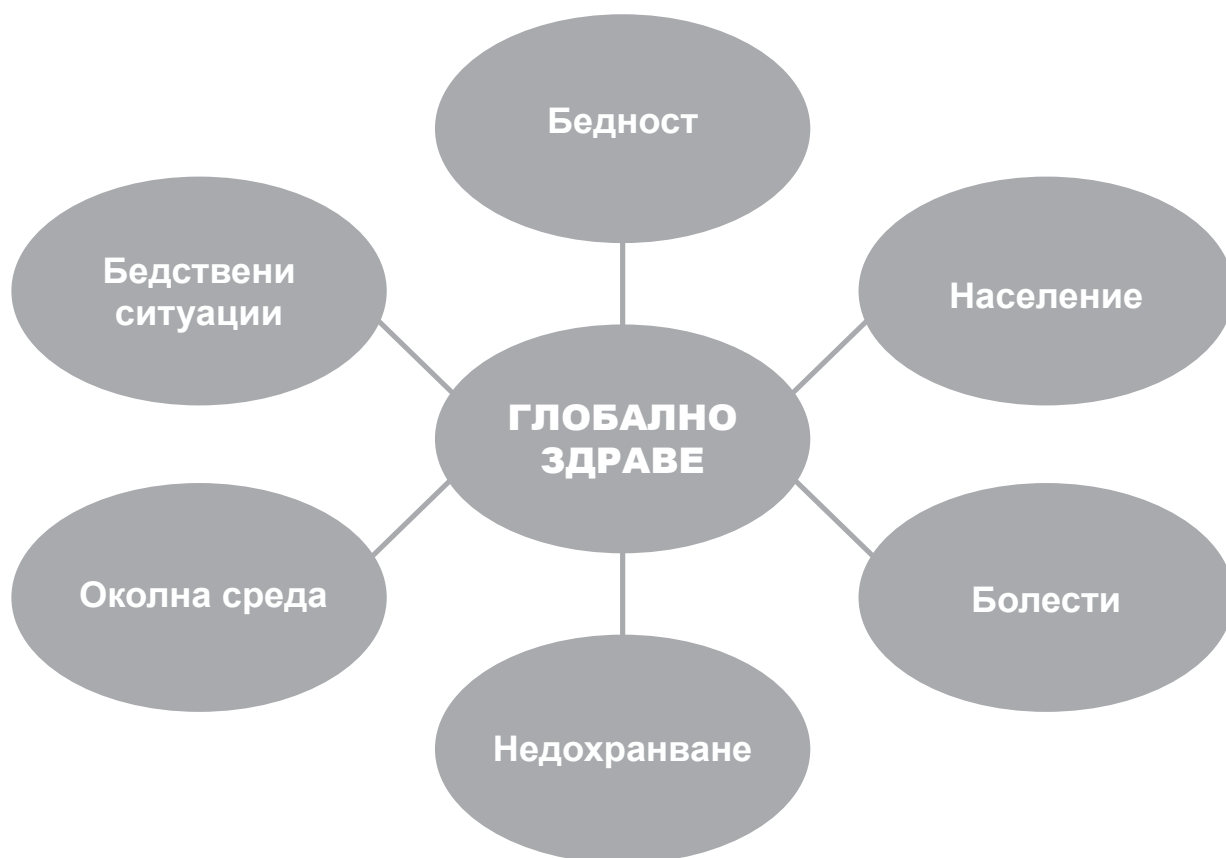 Бедност
Бедствени
ситуации
Население
ГЛОБАЛНО
ЗДРАВЕ
Околна среда
Болести
Недохранване